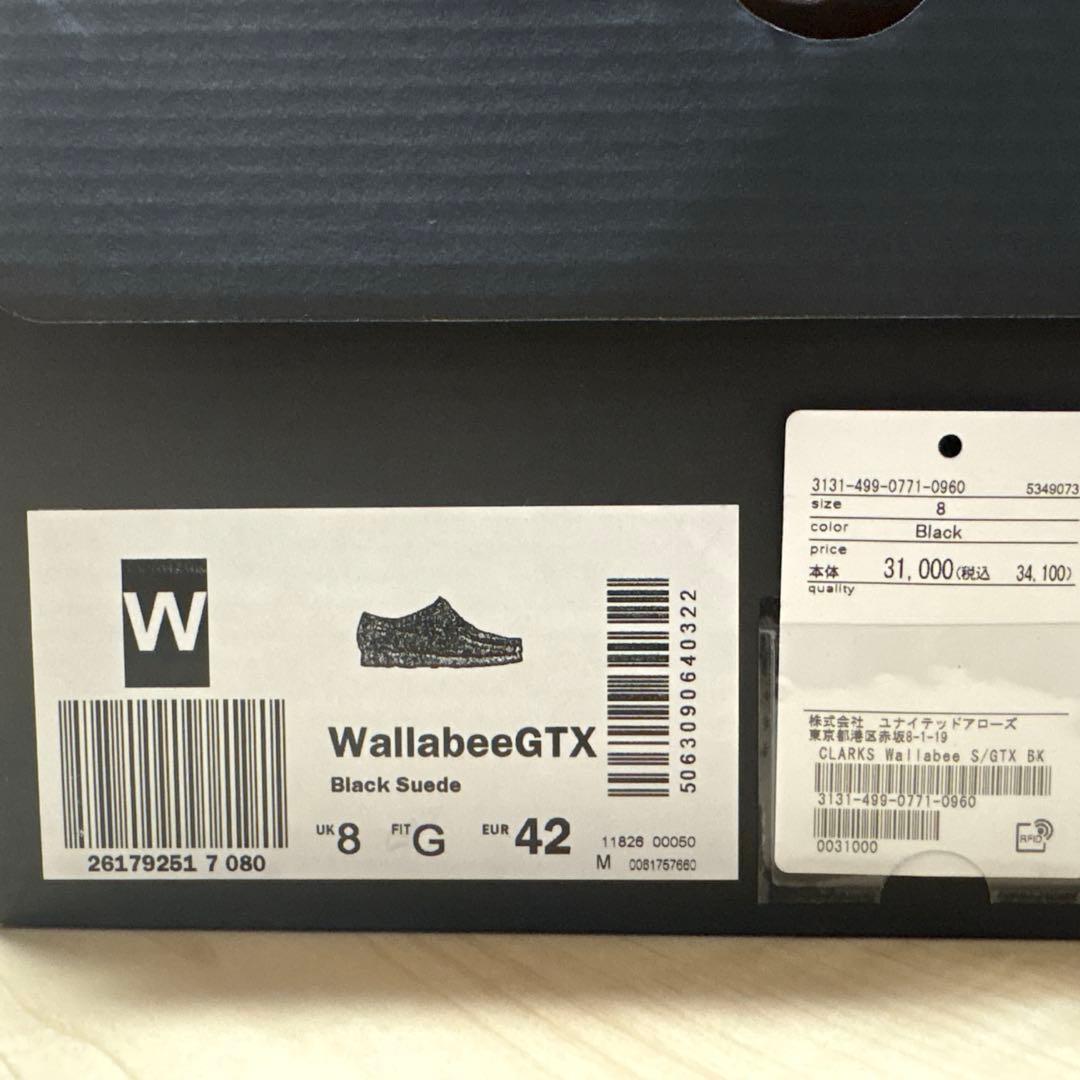 W
WallabeeGTX
Black Suede
UK 8 FIT G EUR 42
5063090640322
11826 00050
M 0061757660
26179251 7 080
3131-499-0771-0960 5349073
size 8
color Black
price
本体 31,000(税込 34,100)
quality
株式会社 ユナイテッドアローズ
東京都港区赤坂8-1-19
CLARKS Wallabee S/GTX BK
3131-499-0771-0960
0031000
RFID